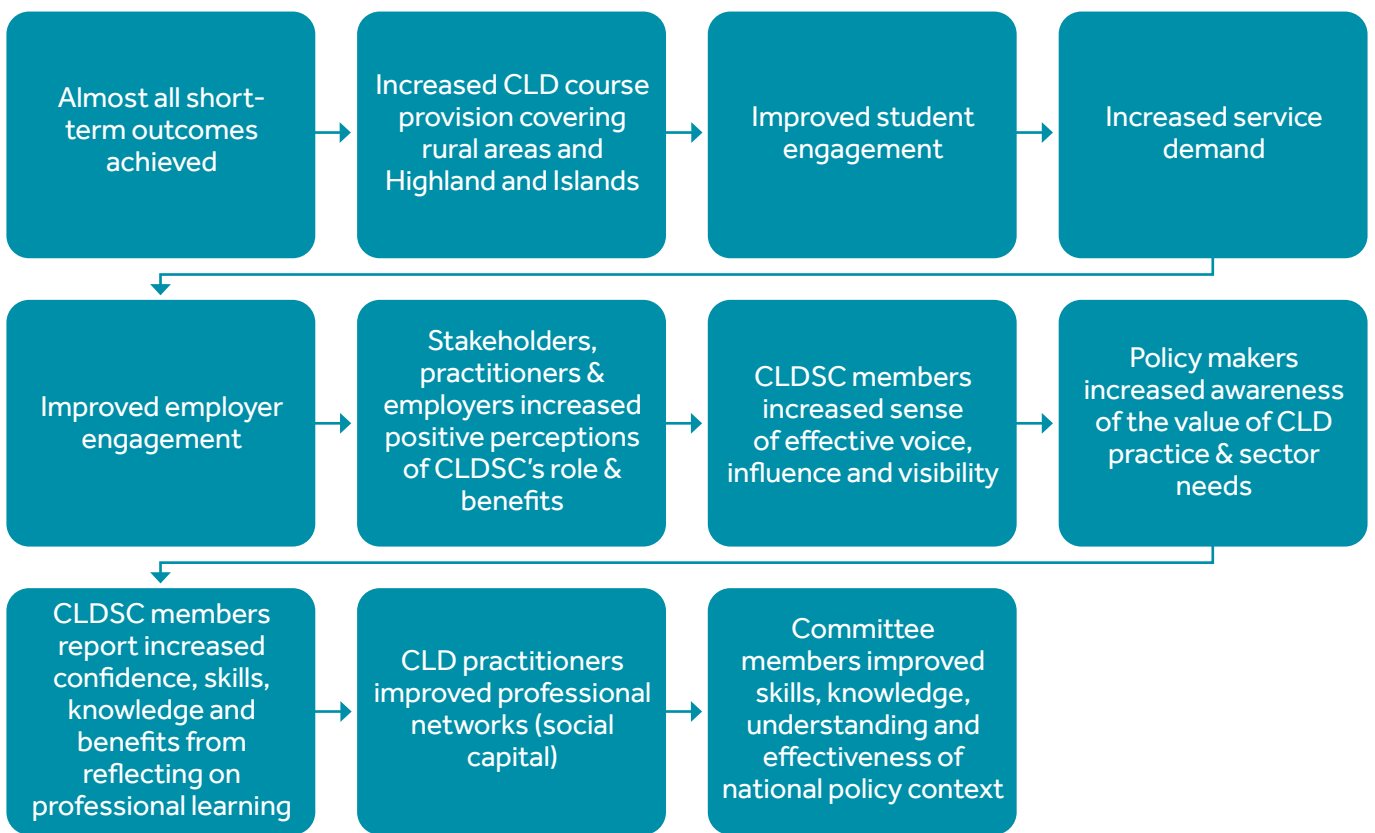 Almost all short-
term outcomes
achieved
Increased CLD course
provision covering
rural areas and
Highland and Islands
Improved student
engagement
Increased service
demand
Improved employer
engagement
Stakeholders,
practitioners &
employers increased
positive perceptions
of CLDSC's role &
benefits
CLDSC members
increased sense
of effective voice,
influence and visibility
Policy makers
increased awareness
of the value of CLD
practice & sector
needs
CLDSC members
report increased
confidence, skills,
knowledge and
benefits from
reflecting on
professional learning
CLD practitioners
improved professional
networks (social
capital)
Committee
members improved
skills, knowledge,
understanding and
effectiveness of
national policy context